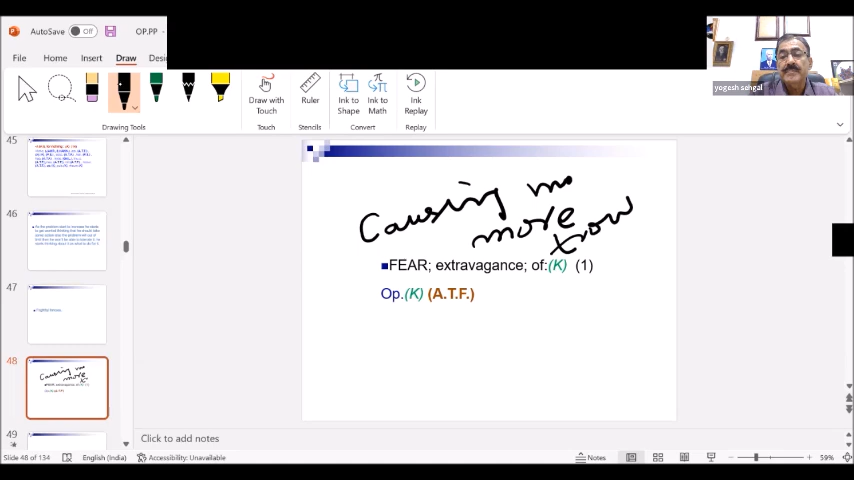 AutoSave
Off
OP.PP
File
Home
Insert
Draw
Desi
Draw with
Touch
Ruler
Ink to
Shape
Ink to
Math
Ink
Replay
Drawing Tools
Touch
Stencils
Convert
Replay
yogesh sehgal
45
46
47
48
49
Causing mo
more
FEAR; extravagance; of:(K) (1)
Op.(K) (A.T.F.)
Click to add notes
Slide 48 of 134
English (India)
Accessibility: Unavailable
Notes
59%